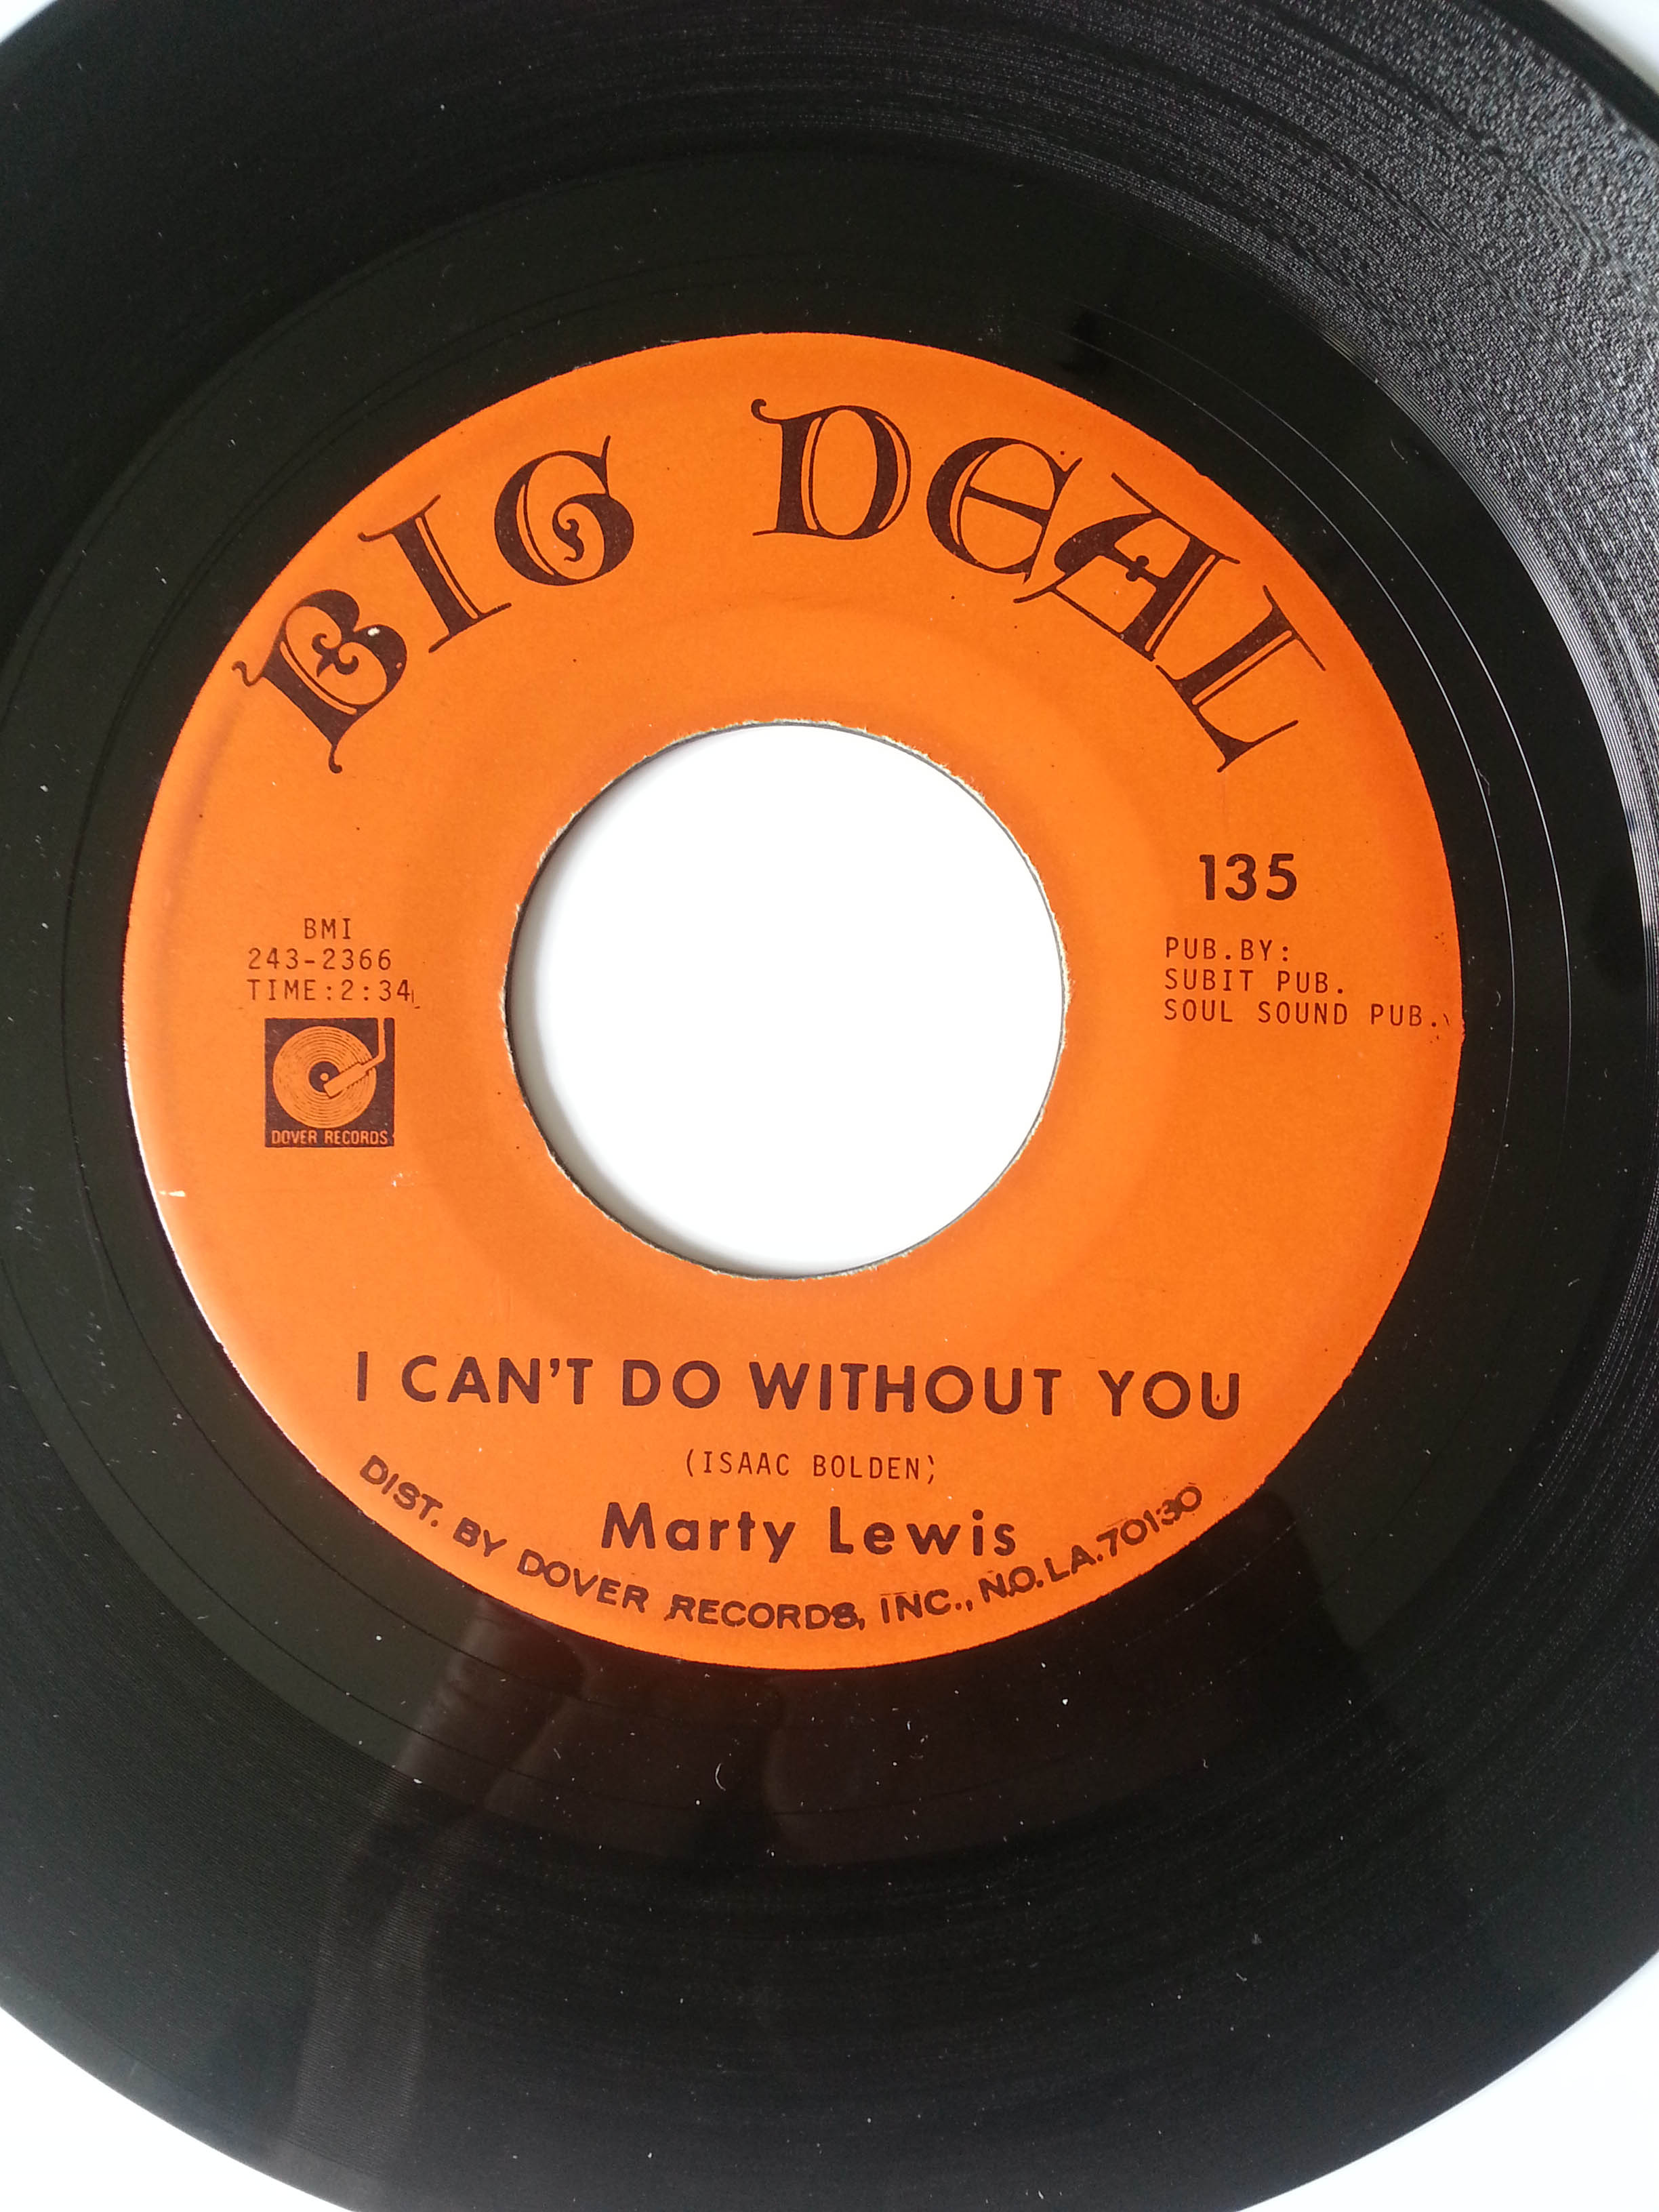 BIG DEAL
135
BMI
243-2366
TIME:2:34
DOVER RECORDS
PUB.BY:
SUBIT PUB.
SOUL SOUND PUB.
I CAN'T DO WITHOUT YOU
(ISAAC BOLDEN)
Marty Lewis
DIST. BY DOVER RECORDS, INC., N.O. LA. 70130